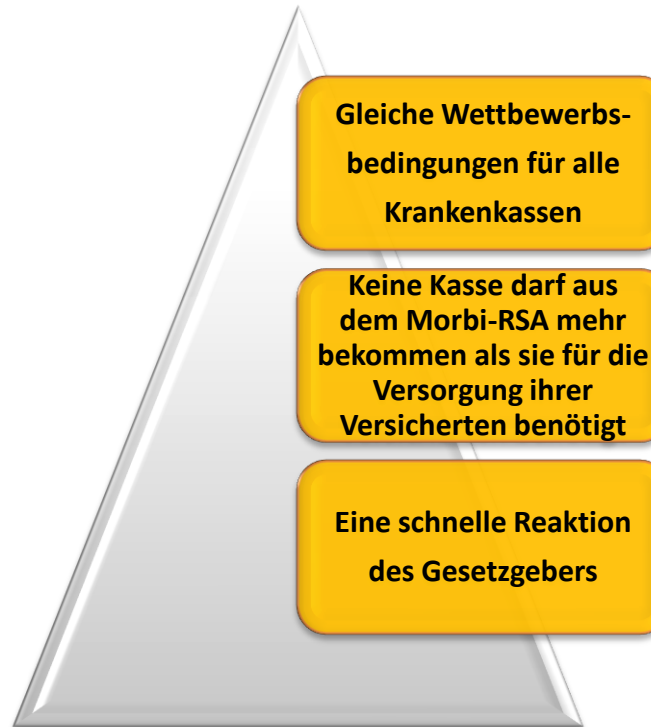 Gleiche Wettbewerbs-
bedingungen für alle
Krankenkassen
Keine Kasse darf aus
dem Morbi-RSA mehr
bekommen als sie für die
Versorgung ihrer
Versicherten benötigt
Eine schnelle Reaktion
des Gesetzgebers